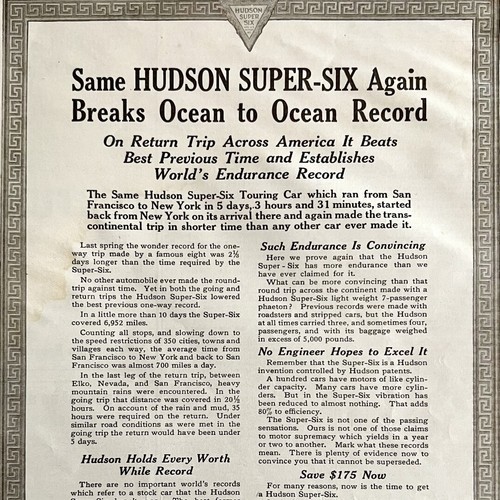 HUDSON
SUPER
SIX
Same HUDSON SUPER-SIX Again
Breaks Ocean to Ocean Record
On Return Trip Across America It Beats
Best Previous Time and Establishes
World's Endurance Record
The Same Hudson Super-Six Touring Car which ran from San
Francisco to New York in 5 days, 3 hours and 31 minutes, started
back from New York on its arrival there and again made the trans-
continental trip in shorter time than any other car ever made it.
Last spring the wonder record for the one-
way trip made by a famous eight was 2½
days longer than the time required by the
Super-Six.
No other automobile ever made the round-
trip against time. Yet in both the going and
return trips the Hudson Super-Six lowered
the best previous one-way record.
In a little more than 10 days the Super-Six
covered 6,952 miles.
Counting all stops, and slowing down to
the speed restrictions of 350 cities, towns and
villages each way, the average time from
San Francisco to New York and back to San
Francisco was almost 700 miles a day.
In the last leg of the return trip, between
Elko, Nevada, and San Francisco, heavy
mountain rains were encountered. In the
going trip that distance was covered in 20½
hours. On account of the rain and mud, 35
hours were required on the return. Under
similar road conditions as were met in the
going trip the return would have been under
5 days.
Hudson Holds Every Worth
While Record
There are no important world's records
which refer to a stock car that the Hudson
Such Endurance Is Convincing
Here we prove again that the Hudson
Super-Six has more endurance than we
have ever claimed for it.
What can be more convincing than that
round trip across the continent made with a
Hudson Super-Six light weight 7-passenger
phaeton? Previous records were made with
roadsters and stripped cars, but the Hudson
at all times carried three, and sometimes four,
passengers, and with its baggage weighed
in excess of 5,000 pounds.
No Engineer Hopes to Excel It
Remember that the Super-Six is a Hudson
invention controlled by Hudson patents.
A hundred cars have motors of like cylin-
der capacity. Many cars have more cylin-
ders. But in the Super-Six vibration has
been reduced to almost nothing. That adds
80% to efficiency.
The Super-Six is not one of the passing
sensations. Ours is not one of those claims
to motor supremacy which yields in a year
or two to another. Mark what these records
mean. There is plenty of evidence now to
convince you that it cannot be superseded.
Save $175 Now
For many reasons, now is the time to get
a Hudson Super-Six.